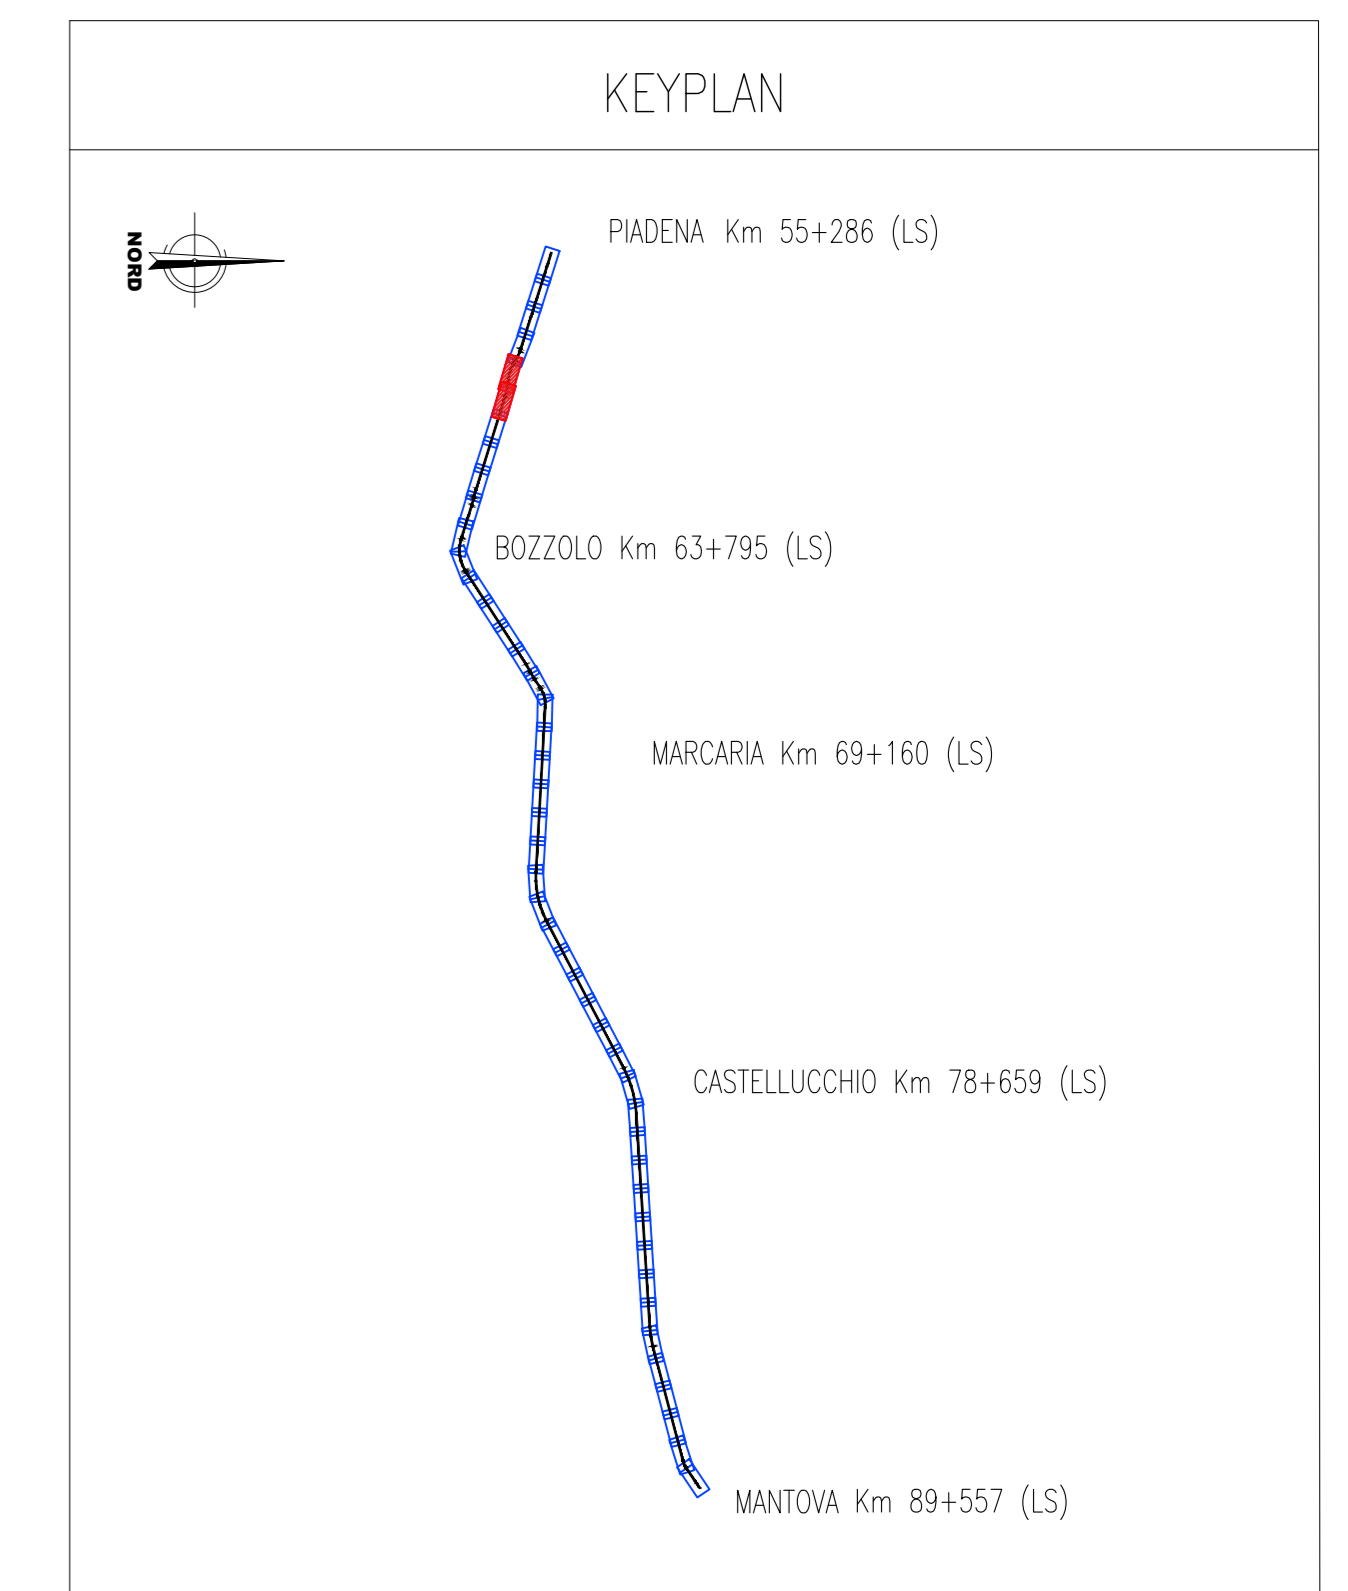 KEYPLAN
NORD
PIADENA Km 55+286 (LS)
BOZZOLO Km 63+795 (LS)
MARCARIA Km 69+160 (LS)
CASTELLUCCHIO Km 78+659 (LS)
MANTOVA Km 89+557 (LS)